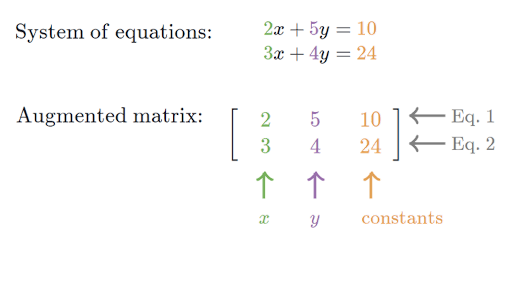 System of equations: 2x + 5y = 10
3x + 4y = 24
Augmented matrix: [ 2 5 10 ] ← Eq. 1
3 4 24 ← Eq. 2
↑ ↑ ↑
x y constants